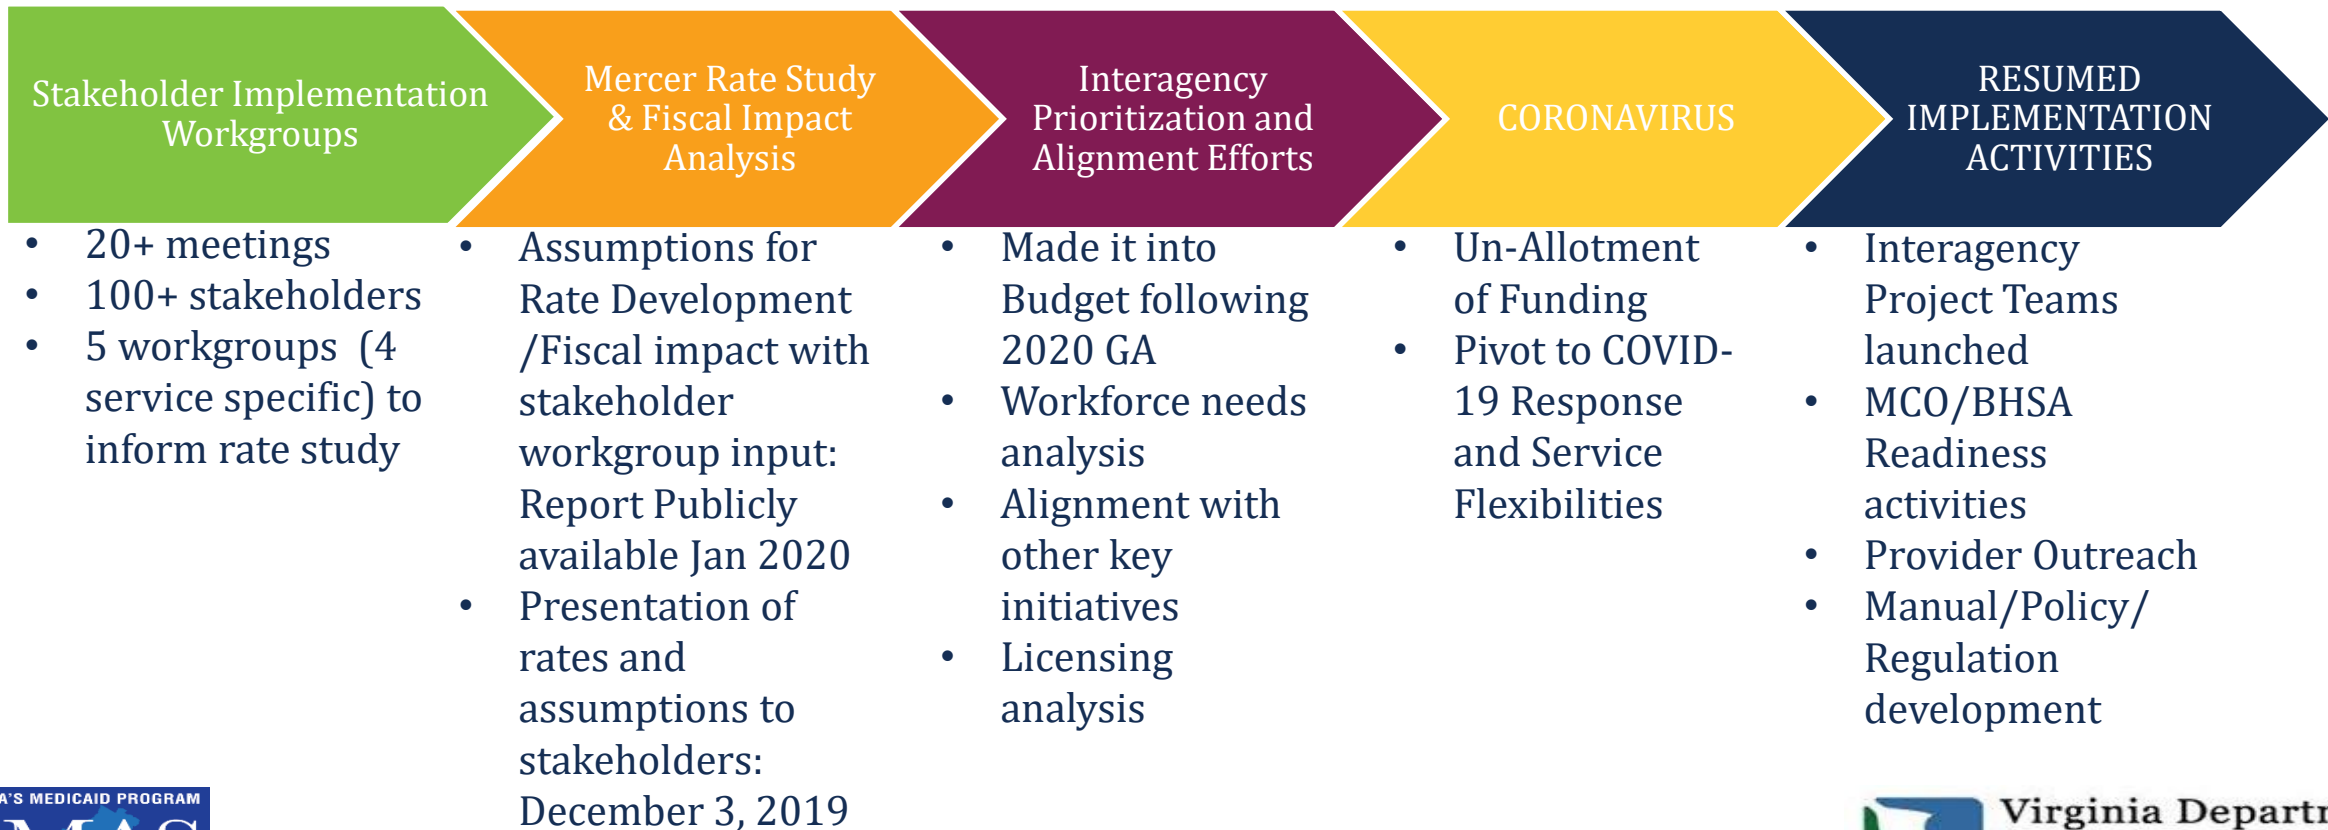 Stakeholder Implementation
Workgroups
Mercer Rate Study
& Fiscal Impact
Analysis
Interagency
Prioritization and
Alignment Efforts
CORONAVIRUS
RESUMED
IMPLEMENTATION
ACTIVITIES
• 20+ meetings
• 100+ stakeholders
• 5 workgroups (4
service specific) to
inform rate study
• Assumptions for
Rate Development
/Fiscal impact with
stakeholder
workgroup input:
Report Publicly
available Jan 2020
• Presentation of
rates and
assumptions to
stakeholders:
December 3, 2019
• Made it into
Budget following
2020 GA
• Workforce needs
analysis
• Alignment with
other key
initiatives
• Licensing
analysis
• Un-Allotment
of Funding
• Pivot to COVID-
19 Response
and Service
Flexibilities
• Interagency
Project Teams
launched
• MCO/BHSA
Readiness
activities
• Provider Outreach
• Manual/Policy/
Regulation
development
A'S MEDICAID PROGRAM
Virginia Departm